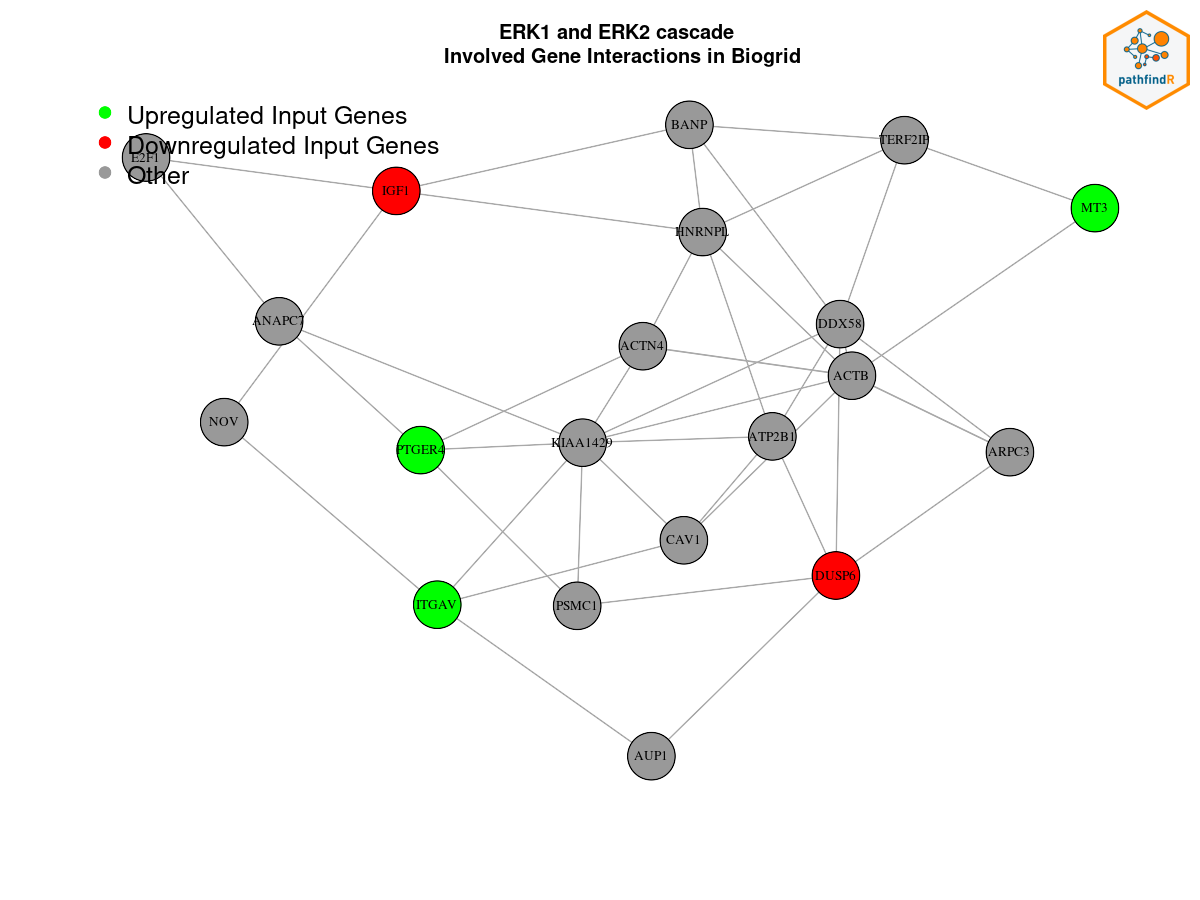 ERK1 and ERK2 cascade
Involved Gene Interactions in Biogrid
pathfindR
Upregulated Input Genes
Downregulated Input Genes
Other
E2F1
IGF1
BANP
TERF2IP
MT3
HNRNPL
ANAPC7
ACTN4
DDX58
ACTB
NOV
PTGER4
KIAA1429
ATP2B1
ARPC3
CAV1
DUSP6
ITGAV
PSMC1
AUP1